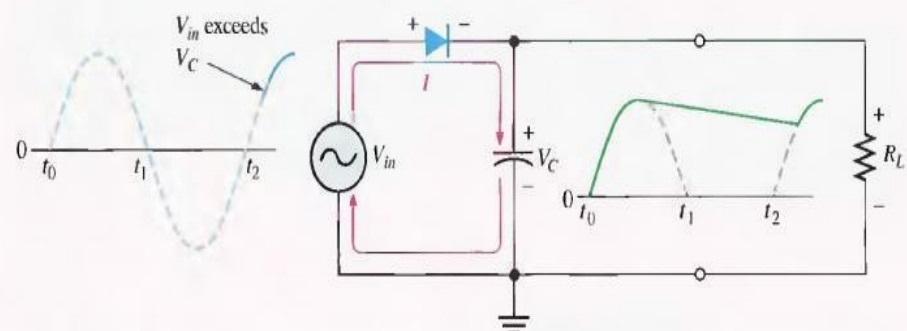 V_in exceeds
V_C
0
t_0
t_1
t_2
+
-
I
V_in
+
V_C
-
0
t_0
t_1
t_2
+
R_L
-